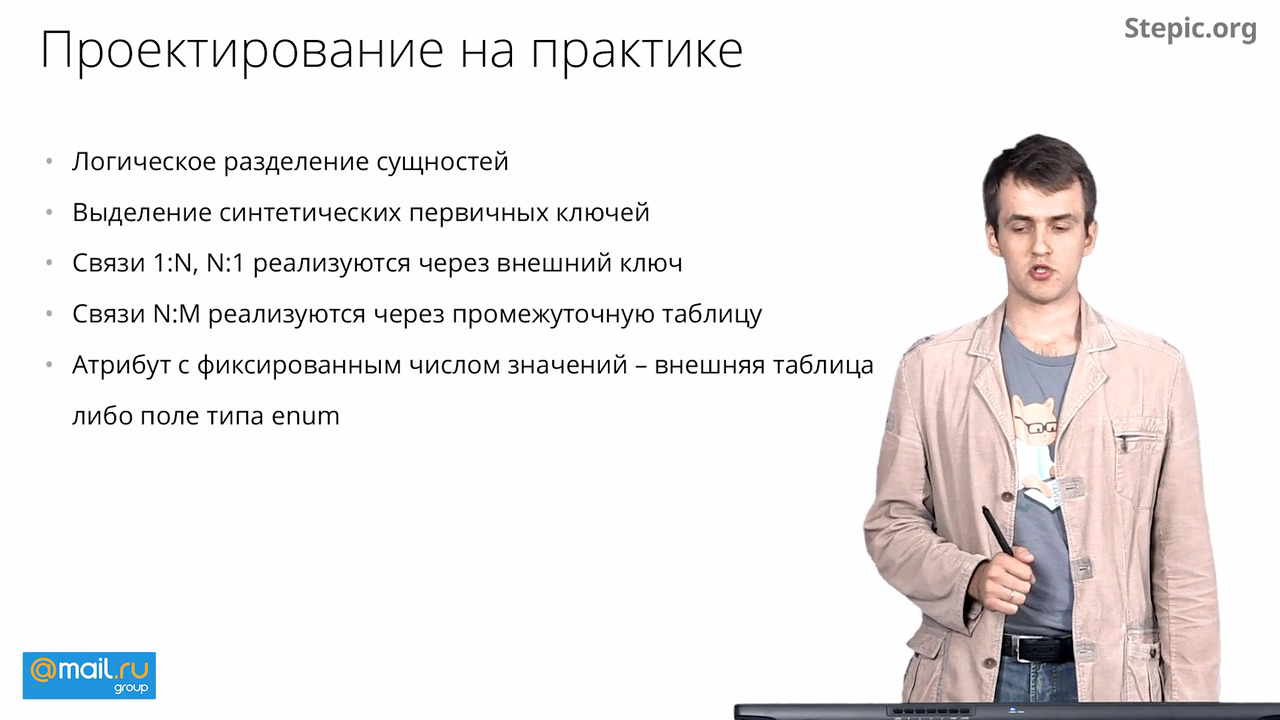 Проектирование на практике
Stepic.org
• Логическое разделение сущностей
• Выделение синтетических первичных ключей
• Связи 1:N, N:1 реализуются через внешний ключ
• Связи N:M реализуются через промежуточную таблицу
• Атрибут с фиксированным числом значений – внешняя таблица
либо поле типа enum
@mail.ru
group